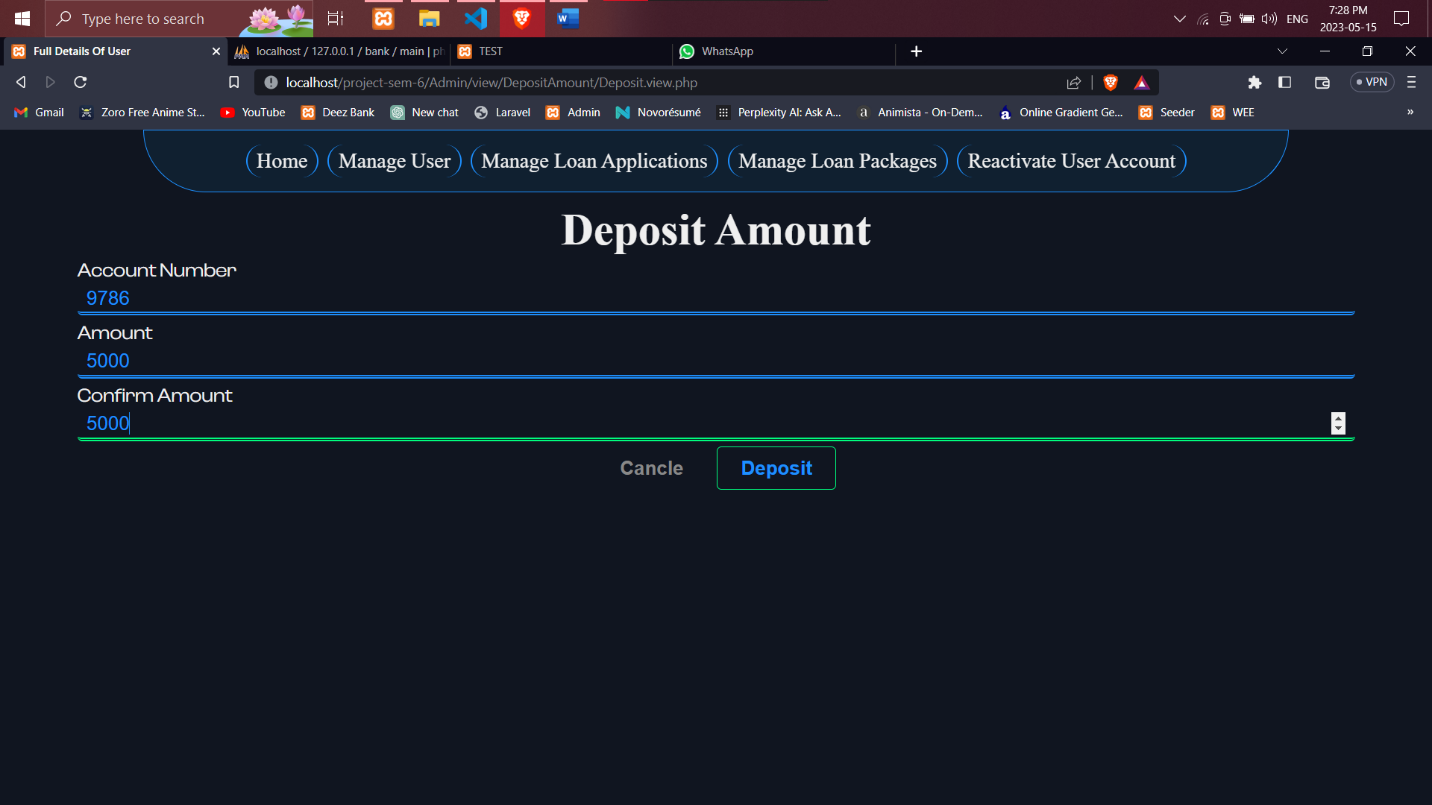 Type here to search
ENG
7:28 PM
2023-05-15
Full Details Of User
localhost / 127.0.0.1 / bank / main | ph
TEST
WhatsApp
localhost/project-sem-6/Admin/view/DepositAmount/Deposit.view.php
VPN
Gmail
Zoro Free Anime St...
YouTube
Deez Bank
New chat
Laravel
Admin
Novorésumé
Perplexity AI: Ask A...
Animista - On-Dem...
Online Gradient Ge...
Seeder
WEE
Home
Manage User
Manage Loan Applications
Manage Loan Packages
Reactivate User Account
Deposit Amount
Account Number
9786
Amount
5000
Confirm Amount
5000
Cancle
Deposit